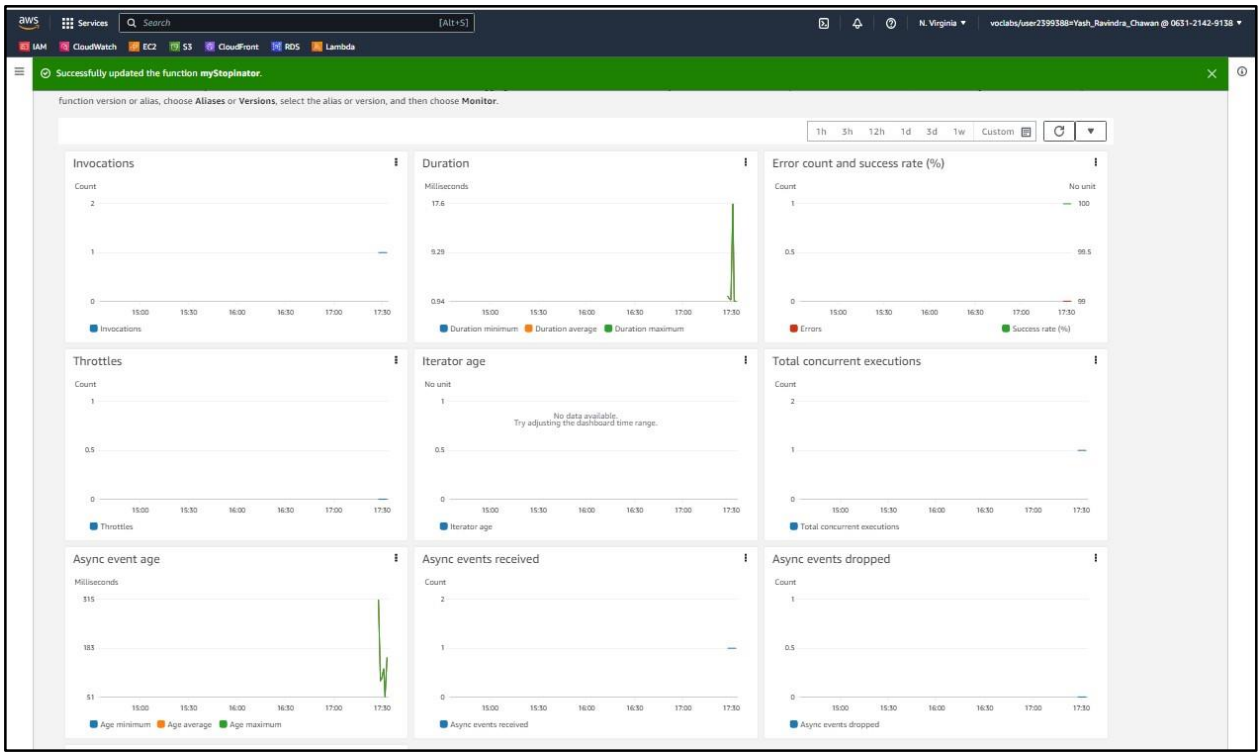 aws
Services
Search
[Alt+S]
N. Virginia
voclabs/user2399388=Yash_Ravindra_Chawan @ 0631-2142-9138
IAM CloudWatch EC2 S3 CloudFront RDS Lambda
Successfully updated the function myStopinator.
function version or alias, choose Aliases or Versions, select the alias or version, and then choose Monitor.
1h 3h 12h 1d 3d 1w Custom
Invocations
Count
2
1
0
15:00 15:30 16:00 16:30 17:00 17:30
Invocations
Duration
Milliseconds
17.6
9.29
0.94
15:00 15:30 16:00 16:30 17:00 17:30
Duration minimum Duration average Duration maximum
Error count and success rate (%)
Count No unit
1 100
0.5 99.5
0 99
15:00 15:30 16:00 16:30 17:00 17:30
Errors Success rate (%)
Throttles
Count
1
0.5
0
15:00 15:30 16:00 16:30 17:00 17:30
Throttles
Iterator age
No unit
1
No data available.
Try adjusting the dashboard time range.
0.5
0
15:00 15:30 16:00 16:30 17:00 17:30
Iterator age
Total concurrent executions
Count
2
1
0
15:00 15:30 16:00 16:30 17:00 17:30
Total concurrent executions
Async event age
Milliseconds
315
183
51
15:00 15:30 16:00 16:30 17:00 17:30
Age minimum Age average Age maximum
Async events received
Count
2
1
0
15:00 15:30 16:00 16:30 17:00 17:30
Async events received
Async events dropped
Count
1
0.5
0
15:00 15:30 16:00 16:30 17:00 17:30
Async events dropped